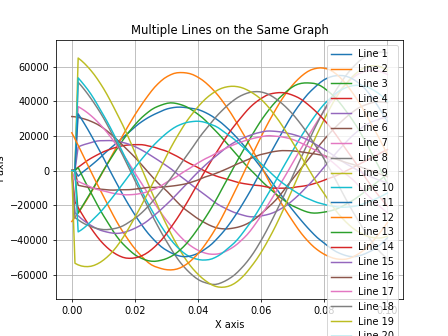 Multiple Lines on the Same Graph
60000
40000
20000
0
−20000
−40000
−60000
0.00
0.02
0.04
0.06
X axis
Line 1
Line 2
Line 3
Line 4
Line 5
Line 6
Line 7
Line 8
Line 9
Line 10
Line 11
Line 12
Line 13
Line 14
Line 15
Line 16
Line 17
Line 18
Line 19